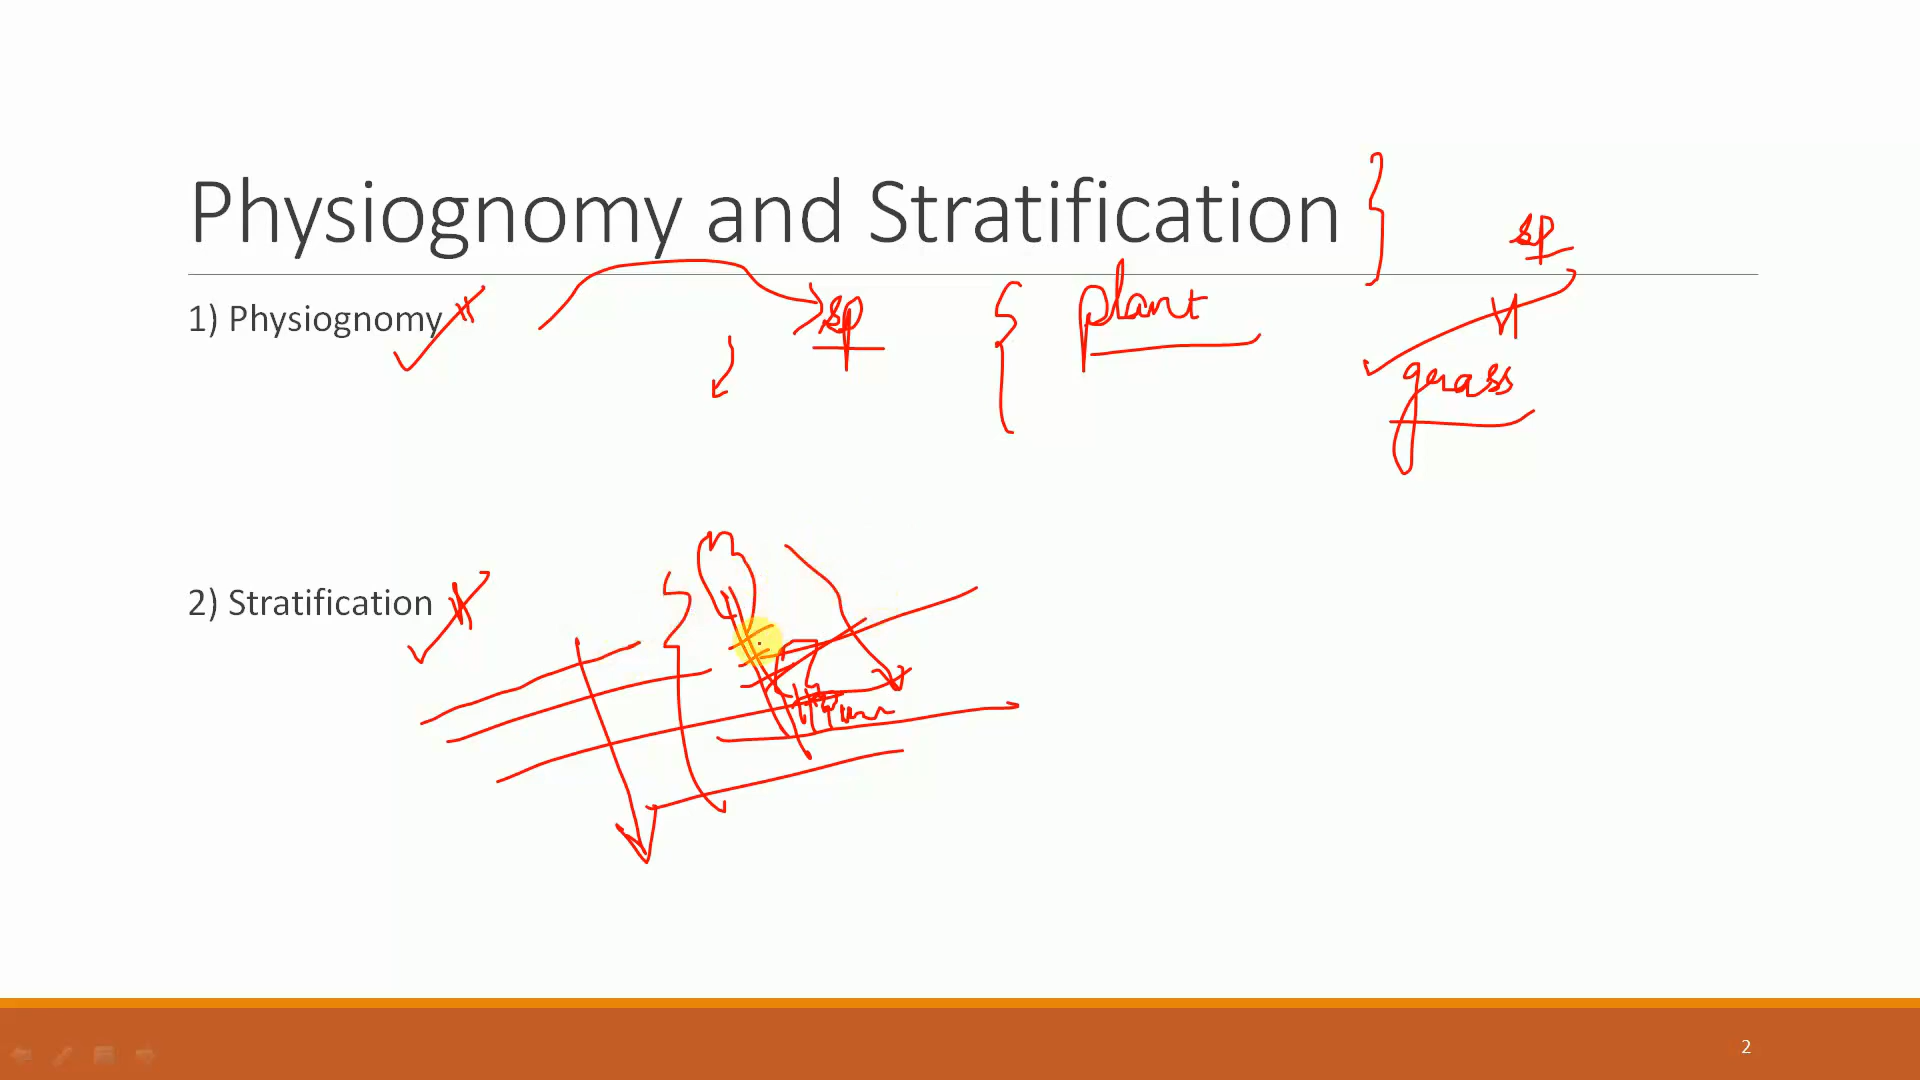 Physiognomy and Stratification
sp
1) Physiognomy
sp
plant
grass
2) Stratification
2